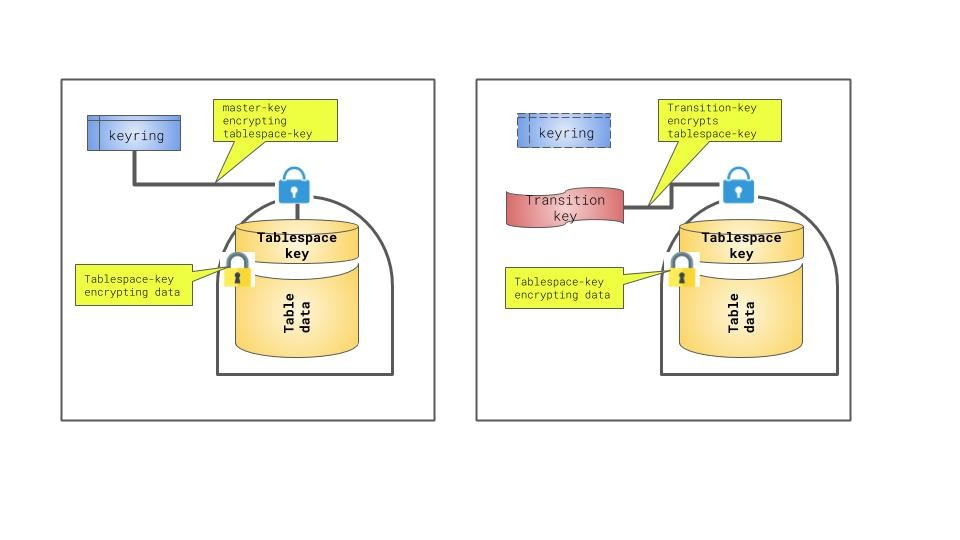 master-key
encrypting
tablespace-key
keyring
Tablespace
key
Tablespace-key
encrypting data
Table
data
Transition-key
encrypts
tablespace-key
keyring
Transition
key
Tablespace
key
Tablespace-key
encrypting data
Table
data